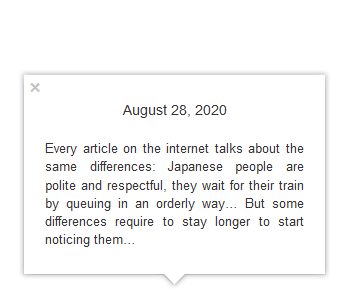 August 28, 2020
Every article on the internet talks about the
same differences: Japanese people are
polite and respectful, they wait for their train
by queuing in an orderly way… But some
differences require to stay longer to start
noticing them…